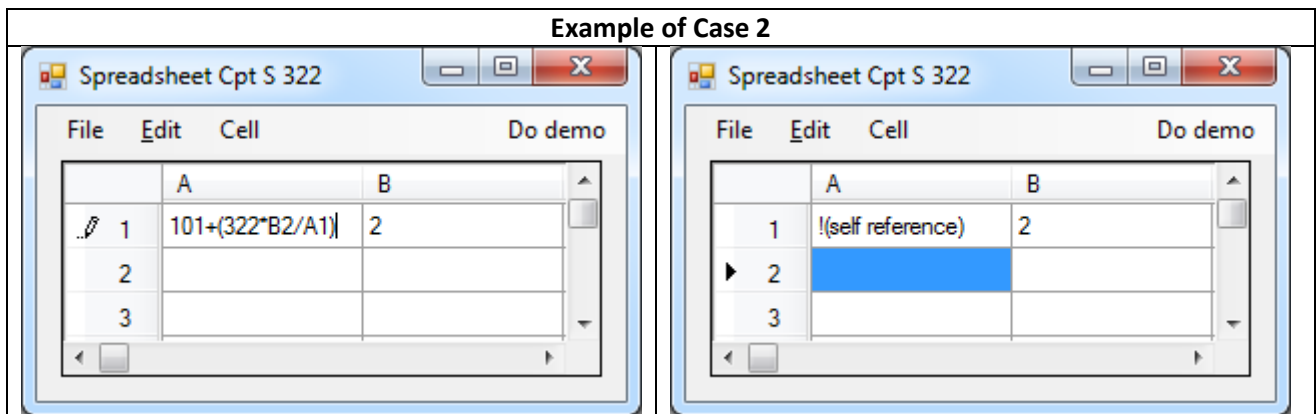 Example of Case 2
Spreadsheet Cpt S 322
File Edit Cell Do demo
A B
1 101+(322*B2/A1) 2
2
3
Spreadsheet Cpt S 322
File Edit Cell Do demo
A B
1 !(self reference) 2
2
3